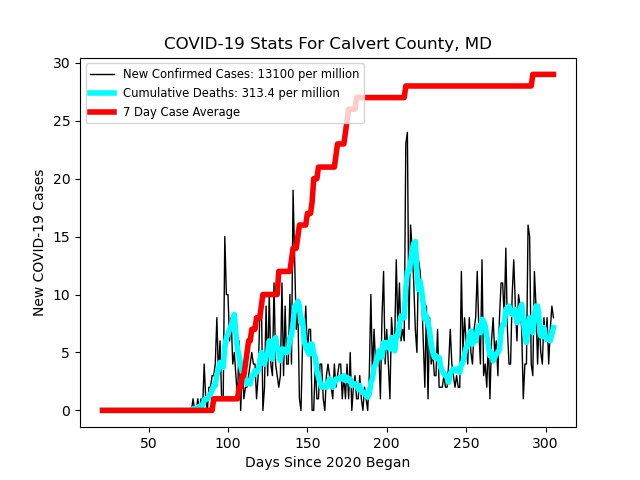 COVID-19 Stats For Calvert County, MD
New Confirmed Cases: 13100 per million
Cumulative Deaths: 313.4 per million
7 Day Case Average
New COVID-19 Cases
30
25
20
15
10
5
0
50 100 150 200 250 300
Days Since 2020 Began